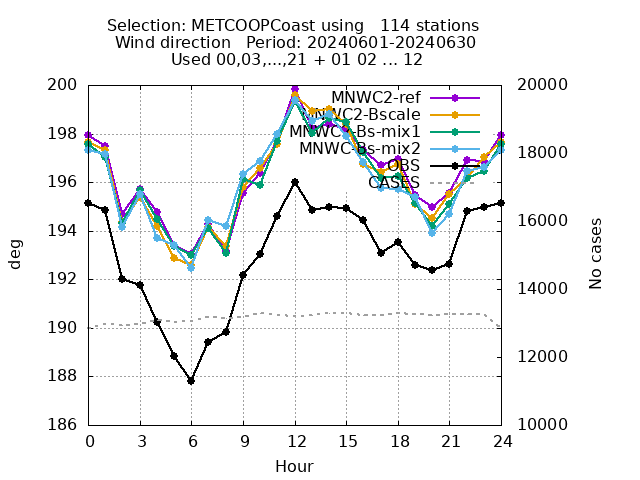 Selection: METCOOPCoast using   114 stations
Wind direction   Period: 20240601-20240630
Used 00,03,...,21 + 01 02 ... 12
200
198
196
194
192
190
188
186
deg
20000
18000
16000
14000
12000
10000
No cases
MNWC2-ref
MNWC2-Bscale
MNWC2-Bs-mix1
MNWC2-Bs-mix2
OBS
CASES
0 3 6 9 12 15 18 21 24
Hour